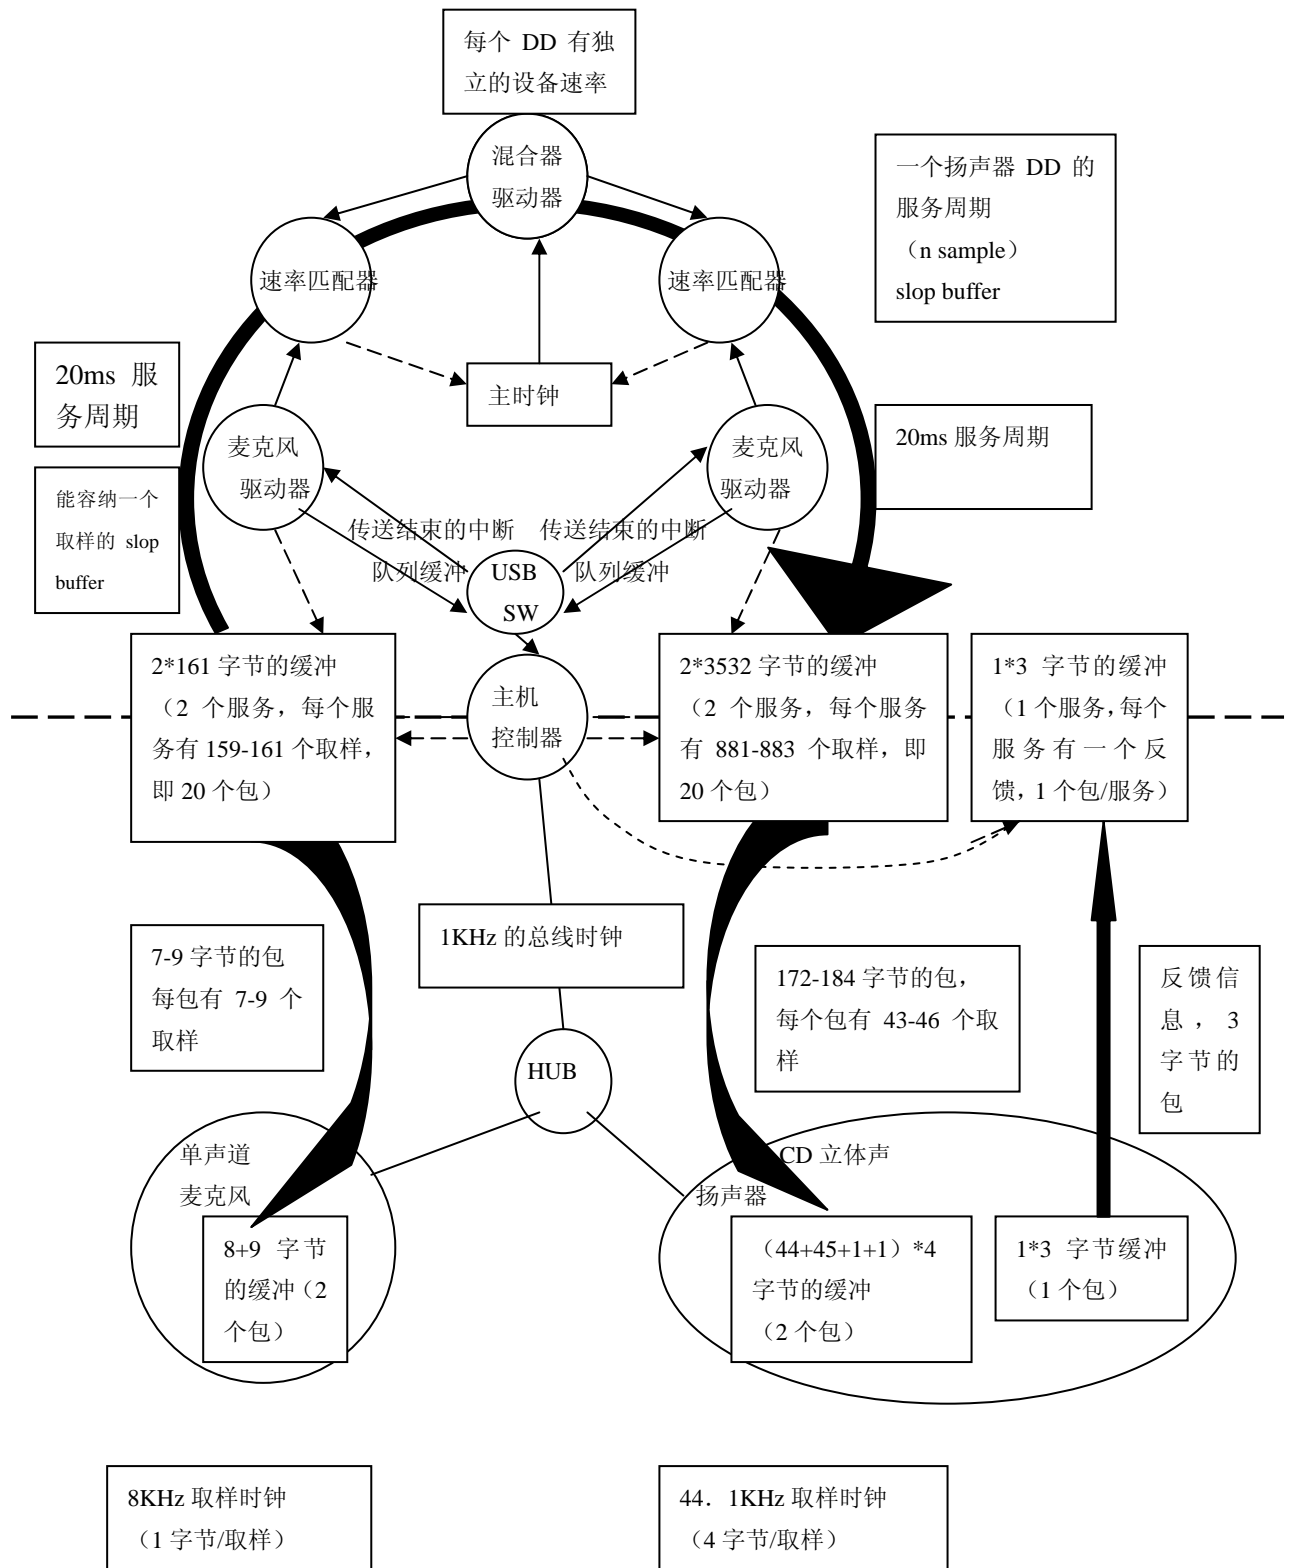 每个 DD 有独
立的设备速率
混合器
驱动器
一个扬声器 DD 的
服务周期
（n sample）
slop buffer
速率匹配器
速率匹配器
20ms 服
务周期
主时钟
20ms 服务周期
麦克风
驱动器
麦克风
驱动器
能容纳一个
取样的 slop
buffer
传送结束的中断
传送结束的中断
队列缓冲
USB
SW
队列缓冲
2*161 字节的缓冲
（2 个服务，每个服
务有 159-161 个取样，
即 20 个包）
主机
控制器
2*3532 字节的缓冲
（2 个服务，每个服务
有 881-883 个取样，即
20 个包）
1*3 字节的缓冲
（1 个服务，每个
服务有一个反
馈，1 个包/服务）
1KHz 的总线时钟
7-9 字节的包
每包有 7-9 个
取样
172-184 字节的包，
每个包有 43-46 个取
样
反馈信
息，3
字节的
包
HUB
单声道
麦克风
CD 立体声
扬声器
8+9 字节
的缓冲（2
个包）
（44+45+1+1）*4
字节的缓冲
（2 个包）
1*3 字节缓冲
（1 个包）
8KHz 取样时钟
（1 字节/取样）
44．1KHz 取样时钟
（4 字节/取样）